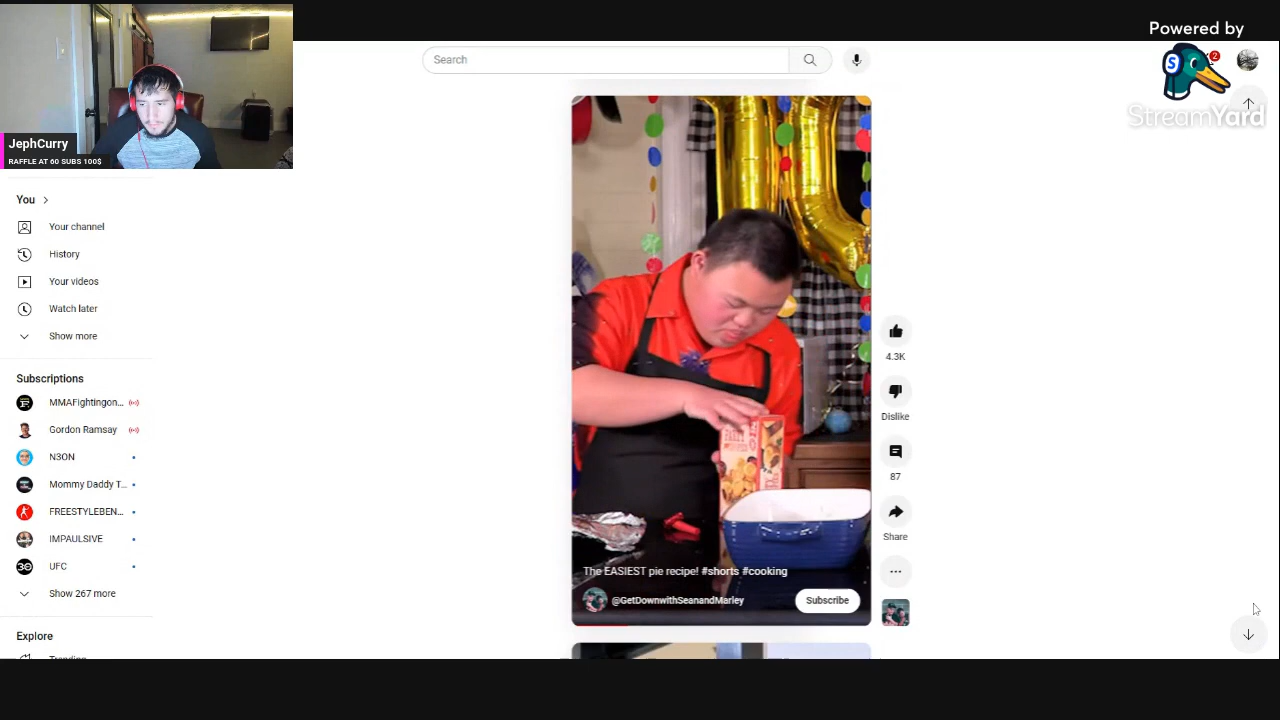 Powered by
StreamYard
2
JephCurry
RAFFLE AT 60 SUBS 100$
Search
You
Your channel
History
Your videos
Watch later
Show more
Subscriptions
MMAFightingon...
Gordon Ramsay
N3ON
Mommy Daddy T...
FREESTYLEBEN...
IMPAULSIVE
UFC
Show 267 more
Explore
4.3K
Dislike
87
Share
The EASIEST pie recipe! #shorts #cooking
@GetDownwithSeanandMarley
Subscribe